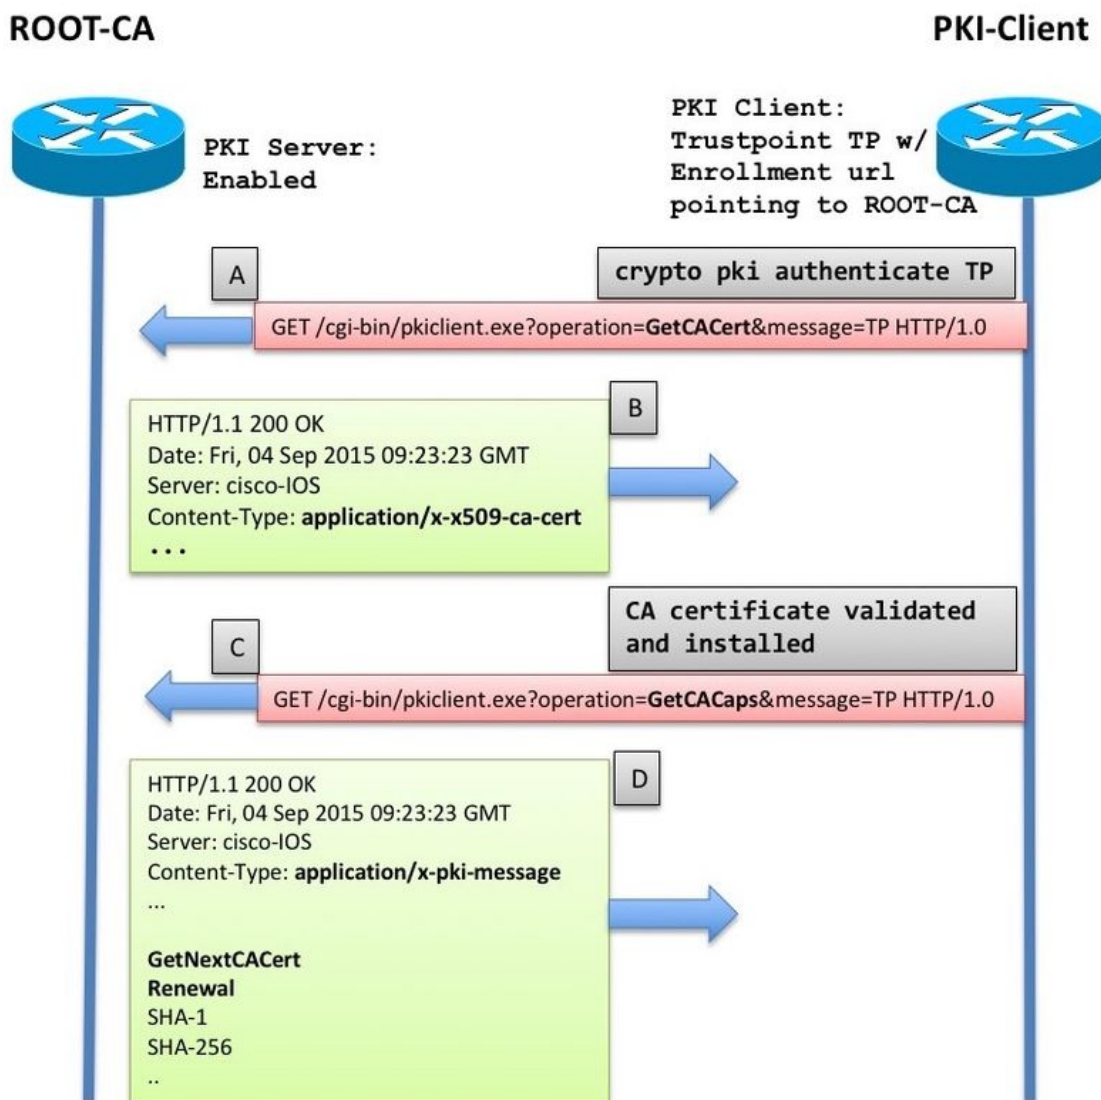 ROOT-CA
PKI-Client
PKI Server:
Enabled
PKI Client:
Trustpoint TP w/
Enrollment url
pointing to ROOT-CA
A
crypto pki authenticate TP
GET /cgi-bin/pkiclient.exe?operation=GetCACert&message=TP HTTP/1.0
B
HTTP/1.1 200 OK
Date: Fri, 04 Sep 2015 09:23:23 GMT
Server: cisco-IOS
Content-Type: application/x-x509-ca-cert
...
CA certificate validated
and installed
C
GET /cgi-bin/pkiclient.exe?operation=GetCACaps&message=TP HTTP/1.0
D
HTTP/1.1 200 OK
Date: Fri, 04 Sep 2015 09:23:23 GMT
Server: cisco-IOS
Content-Type: application/x-pki-message
...
GetNextCACert
Renewal
SHA-1
SHA-256
..